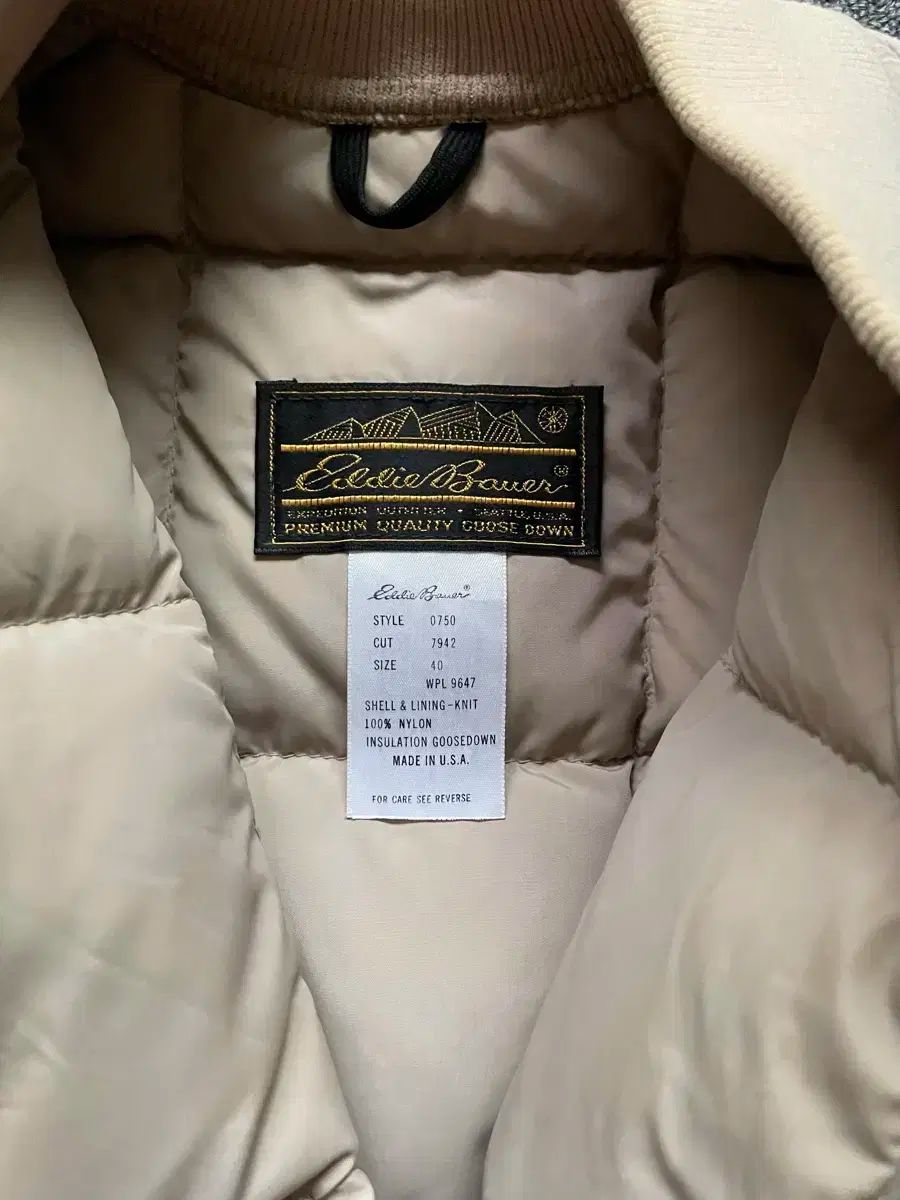 Eddie Bauer ®
EXPEDITION OUTFITTER • SEATTLE, U.S.A.
PREMIUM QUALITY GOOSE DOWN
Eddie Bauer®
STYLE 0750
CUT 7942
SIZE 40
WPL 9647
SHELL & LINING-KNIT
100% NYLON
INSULATION GOOSEDOWN
MADE IN U.S.A.
FOR CARE SEE REVERSE